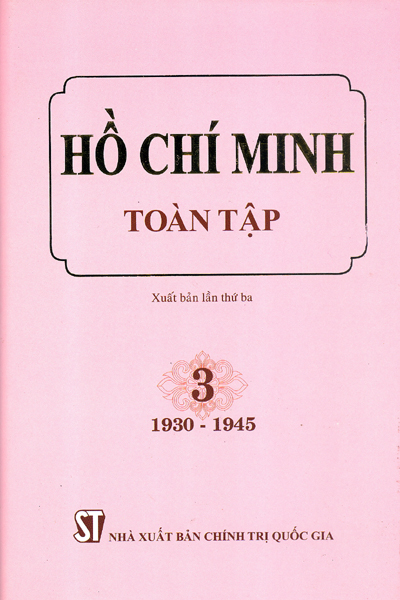 HỒ CHÍ MINH
TOÀN TẬP
Xuất bản lần thứ ba
3
1930 - 1945
ST NHÀ XUẤT BẢN CHÍNH TRỊ QUỐC GIA